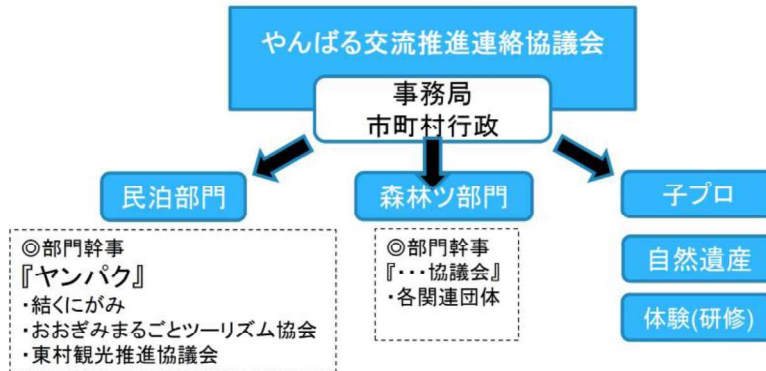 やんばる交流推進連絡協議会
事務局
市町村行政
民泊部門
森林ツ部門
子プロ
◎部門幹事
『ヤンパク』
・結くにがみ
・おおぎみまるごとツーリズム協会
・東村観光推進協議会
◎部門幹事
『・・・協議会』
・各関連団体
自然遺産
体験(研修)